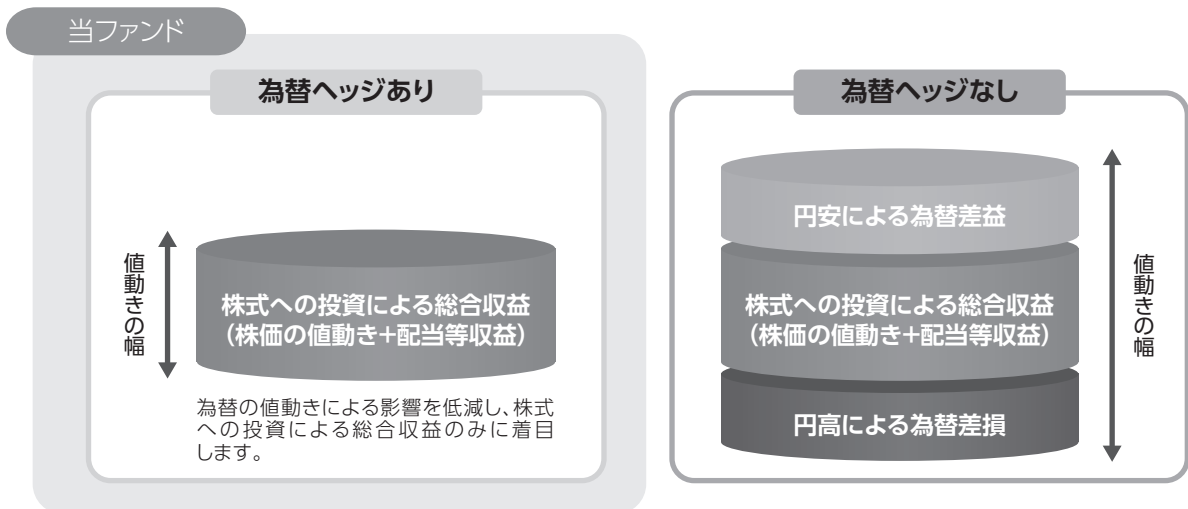 当ファンド
為替ヘッジあり
値動きの幅
株式への投資による総合収益
（株価の値動き+配当等収益）
為替の値動きによる影響を低減し、株式
への投資による総合収益のみに着目
します。
為替ヘッジなし
円安による為替差益
株式への投資による総合収益
（株価の値動き+配当等収益）
円高による為替差損
値動きの幅